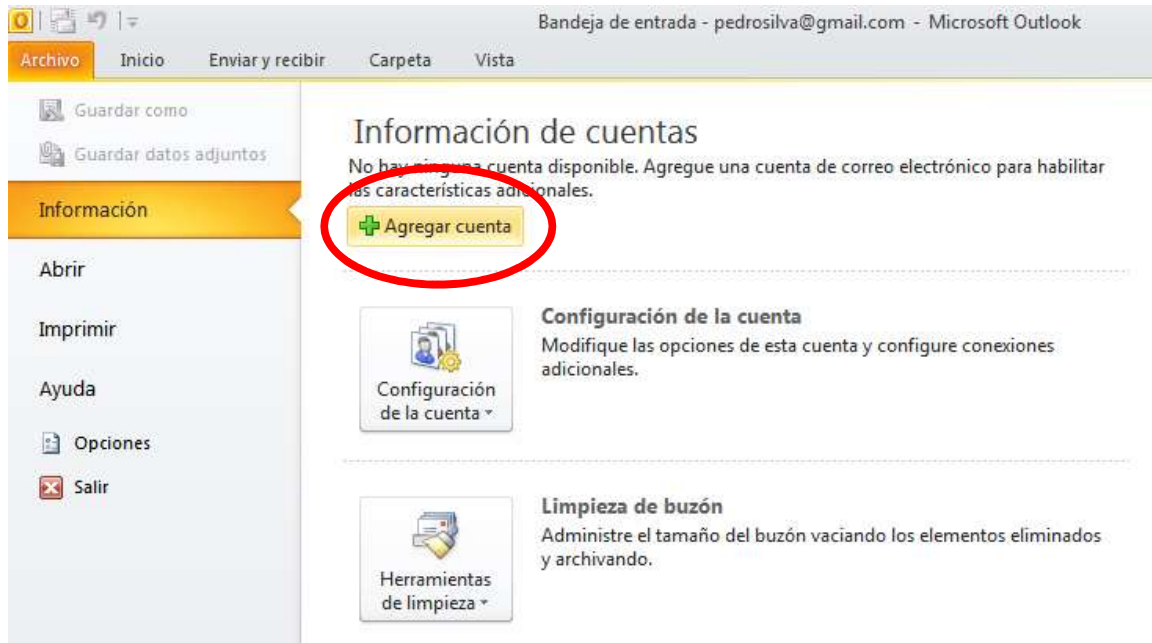 Bandeja de entrada - pedrosilva@gmail.com - Microsoft Outlook
Archivo Inicio Enviar y recibir Carpeta Vista
Guardar como
Guardar datos adjuntos
Información
Abrir
Imprimir
Ayuda
Opciones
Salir
Información de cuentas
No hay ninguna cuenta disponible. Agregue una cuenta de correo electrónico para habilitar
las características adicionales.
Agregar cuenta
Configuración
de la cuenta
Configuración de la cuenta
Modifique las opciones de esta cuenta y configure conexiones
adicionales.
Herramientas
de limpieza
Limpieza de buzón
Administre el tamaño del buzón vaciando los elementos eliminados
y archivando.